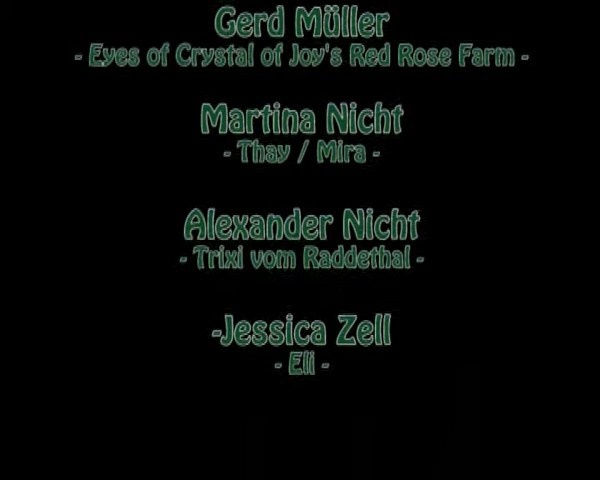 Gerd Müller
- Eyes of Crystal of Joy's Red Rose Farm -
Martina Nicht
- Thay / Mira -
Alexander Nicht
- Trixi vom Raddethal -
-Jessica Zell
- Eli -